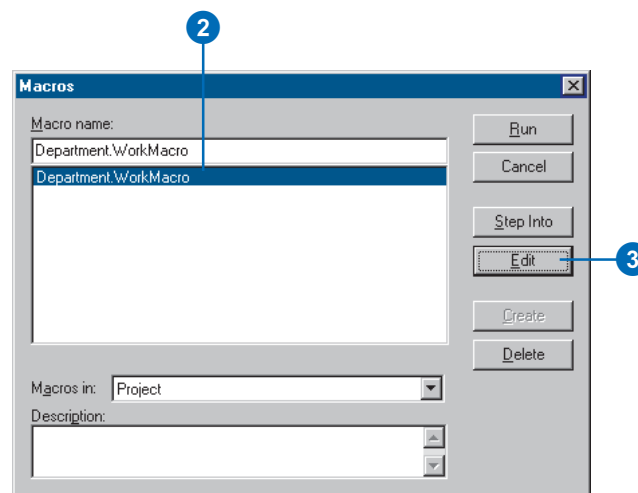 2
Macros
Macro name:
Run
Department.WorkMacro
Cancel
Department.WorkMacro
Step Into
Edit
3
Create
Delete
Macros in: Project
Description: